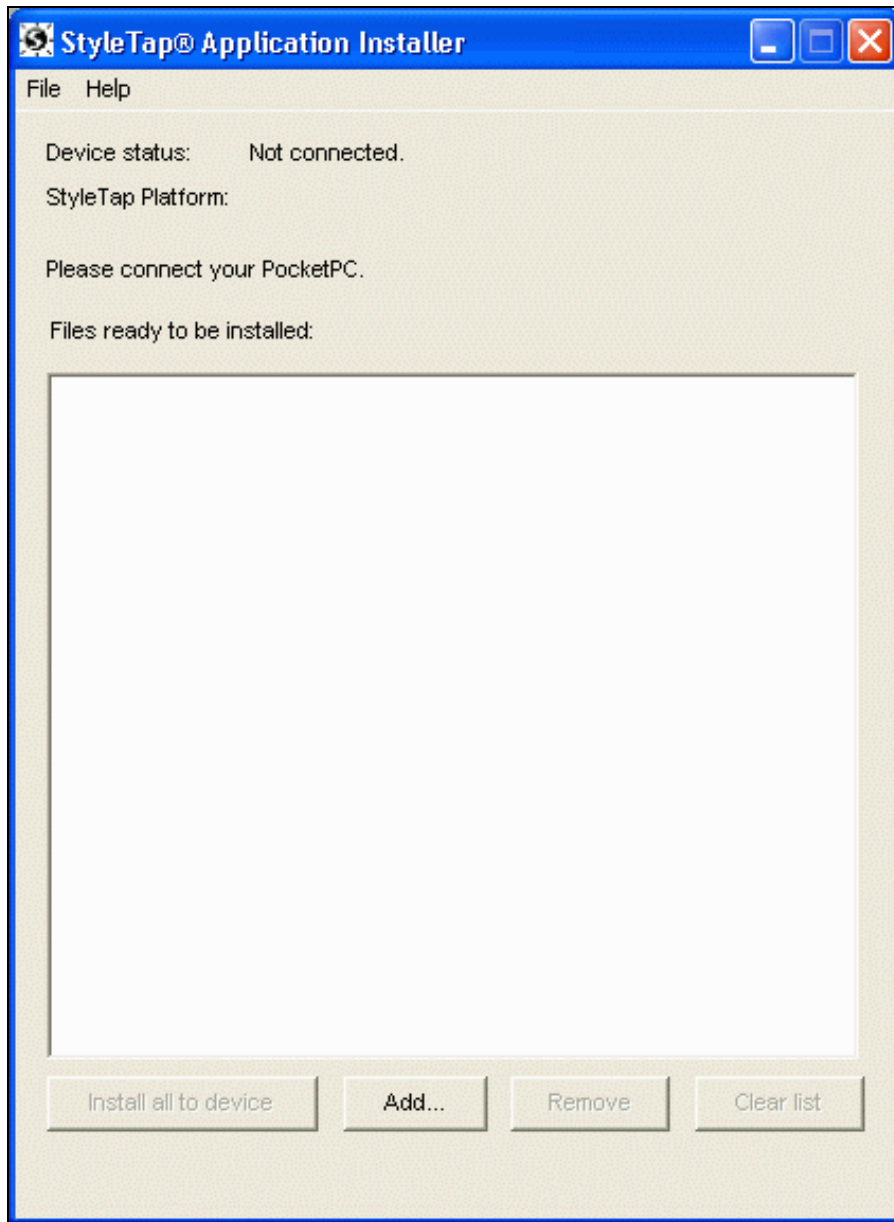 StyleTap® Application Installer
File Help
Device status: Not connected.
StyleTap Platform:
Please connect your PocketPC.
Files ready to be installed:
Install all to device Add... Remove Clear list